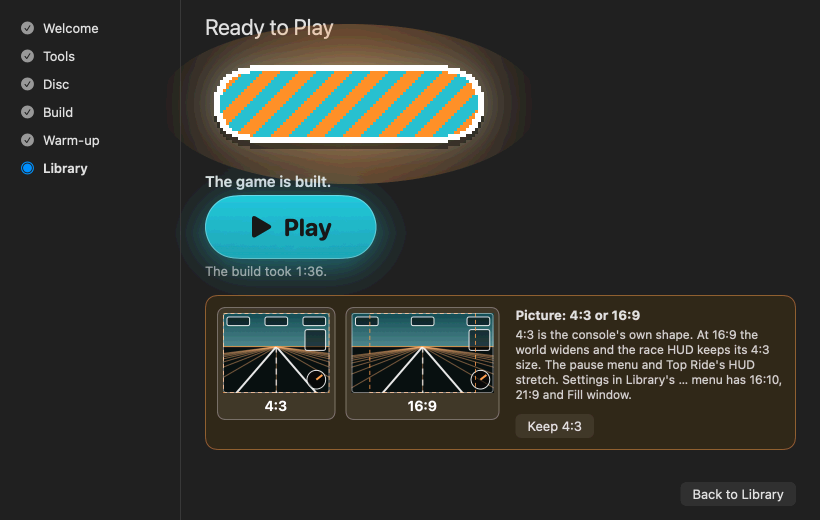 Welcome
Tools
Disc
Build
Warm-up
Library
Ready to Play
The game is built.
Play
The build took 1:36.
4:3
16:9
Picture: 4:3 or 16:9
4:3 is the console's own shape. At 16:9 the
world widens and the race HUD keeps its 4:3
size. The pause menu and Top Ride's HUD
stretch. Settings in Library's ... menu has 16:10,
21:9 and Fill window.
Keep 4:3
Back to Library